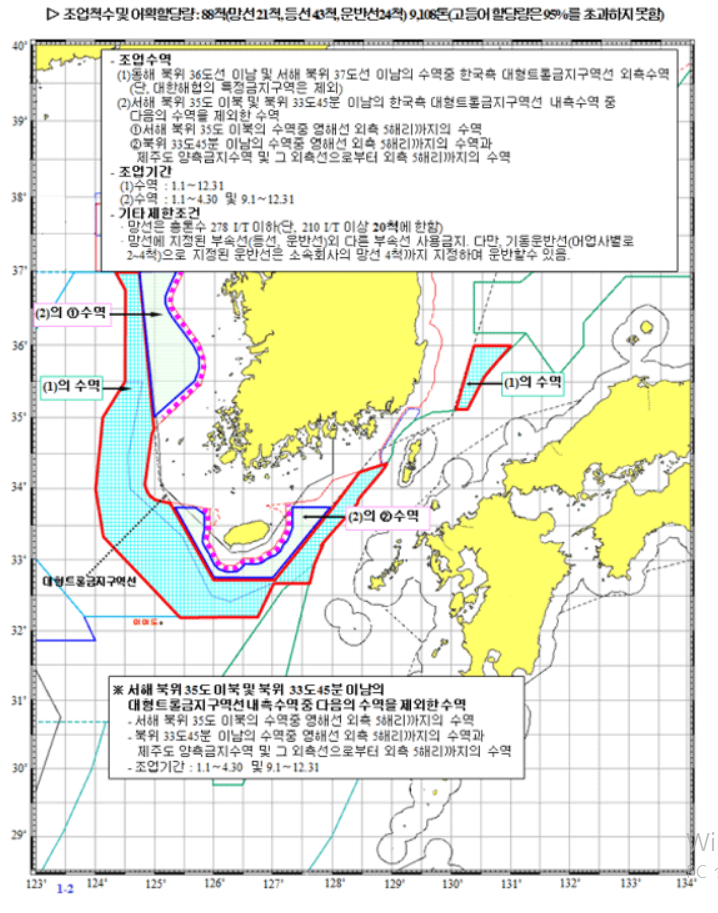 ▷ 조업척수 및 어획할당량 : 88척(망선 21척, 등선 43척, 운반선24척) 9,108톤(고등어 할당량은 95%를 초과하지 못함)
- 조업수역
(1)동해 북위 36도선 이남 및 서해 북위 37도선 이남의 수역중 한국측 대형트롤금지구역선 외측수역
(단, 대한해협의 특정금지구역은 제외)
(2)서해 북위 35도 이북 및 북위 33도45분 이남의 한국측 대형트롤금지구역선 내측수역 중
다음의 수역을 제외한 수역
①서해 북위 35도 이북의 수역중 영해선 외측 5해리까지의 수역
②북위 33도45분 이남의 수역중 영해선 외측 5해리까지의 수역과
제주도 양측금지수역 및 그 외측선으로부터 외측 5해리까지의 수역
- 조업기간
(1)수역 : 1.1~12.31
(2)수역 : 1.1~4.30 및 9.1~12.31
- 기타제한조건
· 망선은 총톤수 278 I/T 이하(단, 210 I/T 이상 20척에 한함)
· 망선에 지정된 부속선(등선, 운반선)외 다른 부속선 사용금지. 다만, 기동운반선(어업사별로
2~4척)으로 지정된 운반선은 소속회사의 망선 4척까지 지정하여 운반할수 있음.
40°
39°
38°
37°
36°
35°
34°
33°
32°
31°
30°
29°
P
(2)의 ①수역
(1)의 수역
(1)의 수역
(2)의 ②수역
대형트롤금지구역선
이어도
※ 서해 북위 35도 이북 및 북위 33도45분 이남의
대형트롤금지구역선 내측수역 중 다음의 수역을 제외한 수역
- 서해 북위 35도 이북의 수역중 영해선 외측 5해리까지의 수역
- 북위 33도45분 이남의 수역중 영해선 외측 5해리까지의 수역과
제주도 양측금지수역 및 그 외측선으로부터 외측 5해리까지의 수역
- 조업기간 : 1.1~4.30 및 9.1~12.31
123° 124° 125° 126° 127° 128° 129° 130° 131° 132° 133° 134°
1-2
Wi